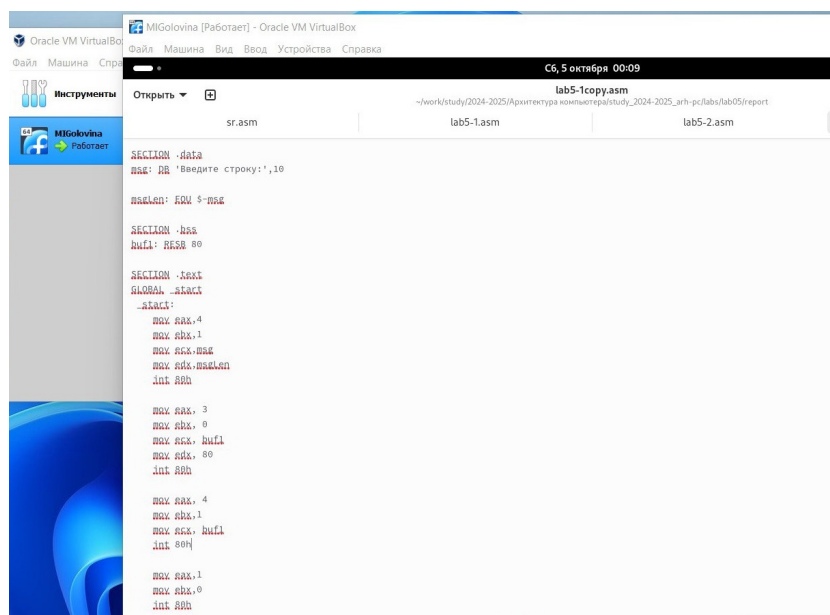 MIGolovina [Работает] - Oracle VM VirtualBox
Oracle VM VirtualBo
Файл Машина Вид Ввод Устройства Справка
Файл Машина Спра
Сб, 5 октября 00:09
Инструменты
Открыть
lab5-1copy.asm
~/work/study/2024-2025/Архитектура компьютера/study_2024-2025_arh-pc/labs/lab05/report
sr.asm
lab5-1.asm
lab5-2.asm
64
MIGolovina
Работает
SECTION .data
msg: DB 'Введите строку:',10
msgLen: EQU $-msg
SECTION .bss
buf1: RESB 80
SECTION .text
GLOBAL _start
_start:
mov eax,4
mov ebx,1
mov ecx,msg
mov edx,msgLen
int 80h
mov eax, 3
mov ebx, 0
mov ecx, buf1
mov edx, 80
int 80h
mov eax, 4
mov ebx,1
mov ecx, buf1
int 80h
mov eax,1
mov ebx,0
int 80h